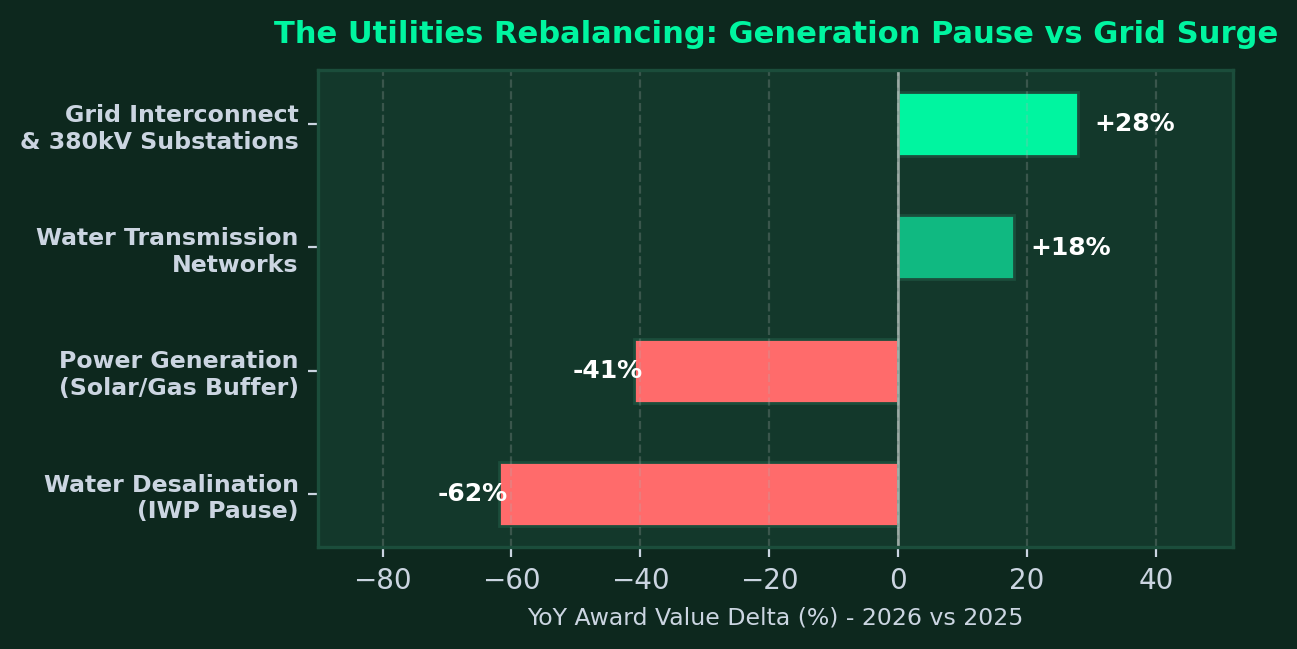 The Utilities Rebalancing: Generation Pause vs Grid Surge
Grid Interconnect
& 380kV Substations
+28%
Water Transmission
Networks
+18%
Power Generation
(Solar/Gas Buffer)
-41%
Water Desalination
(IWP Pause)
-62%
−80 −60 −40 −20 0 20 40
YoY Award Value Delta (%) - 2026 vs 2025